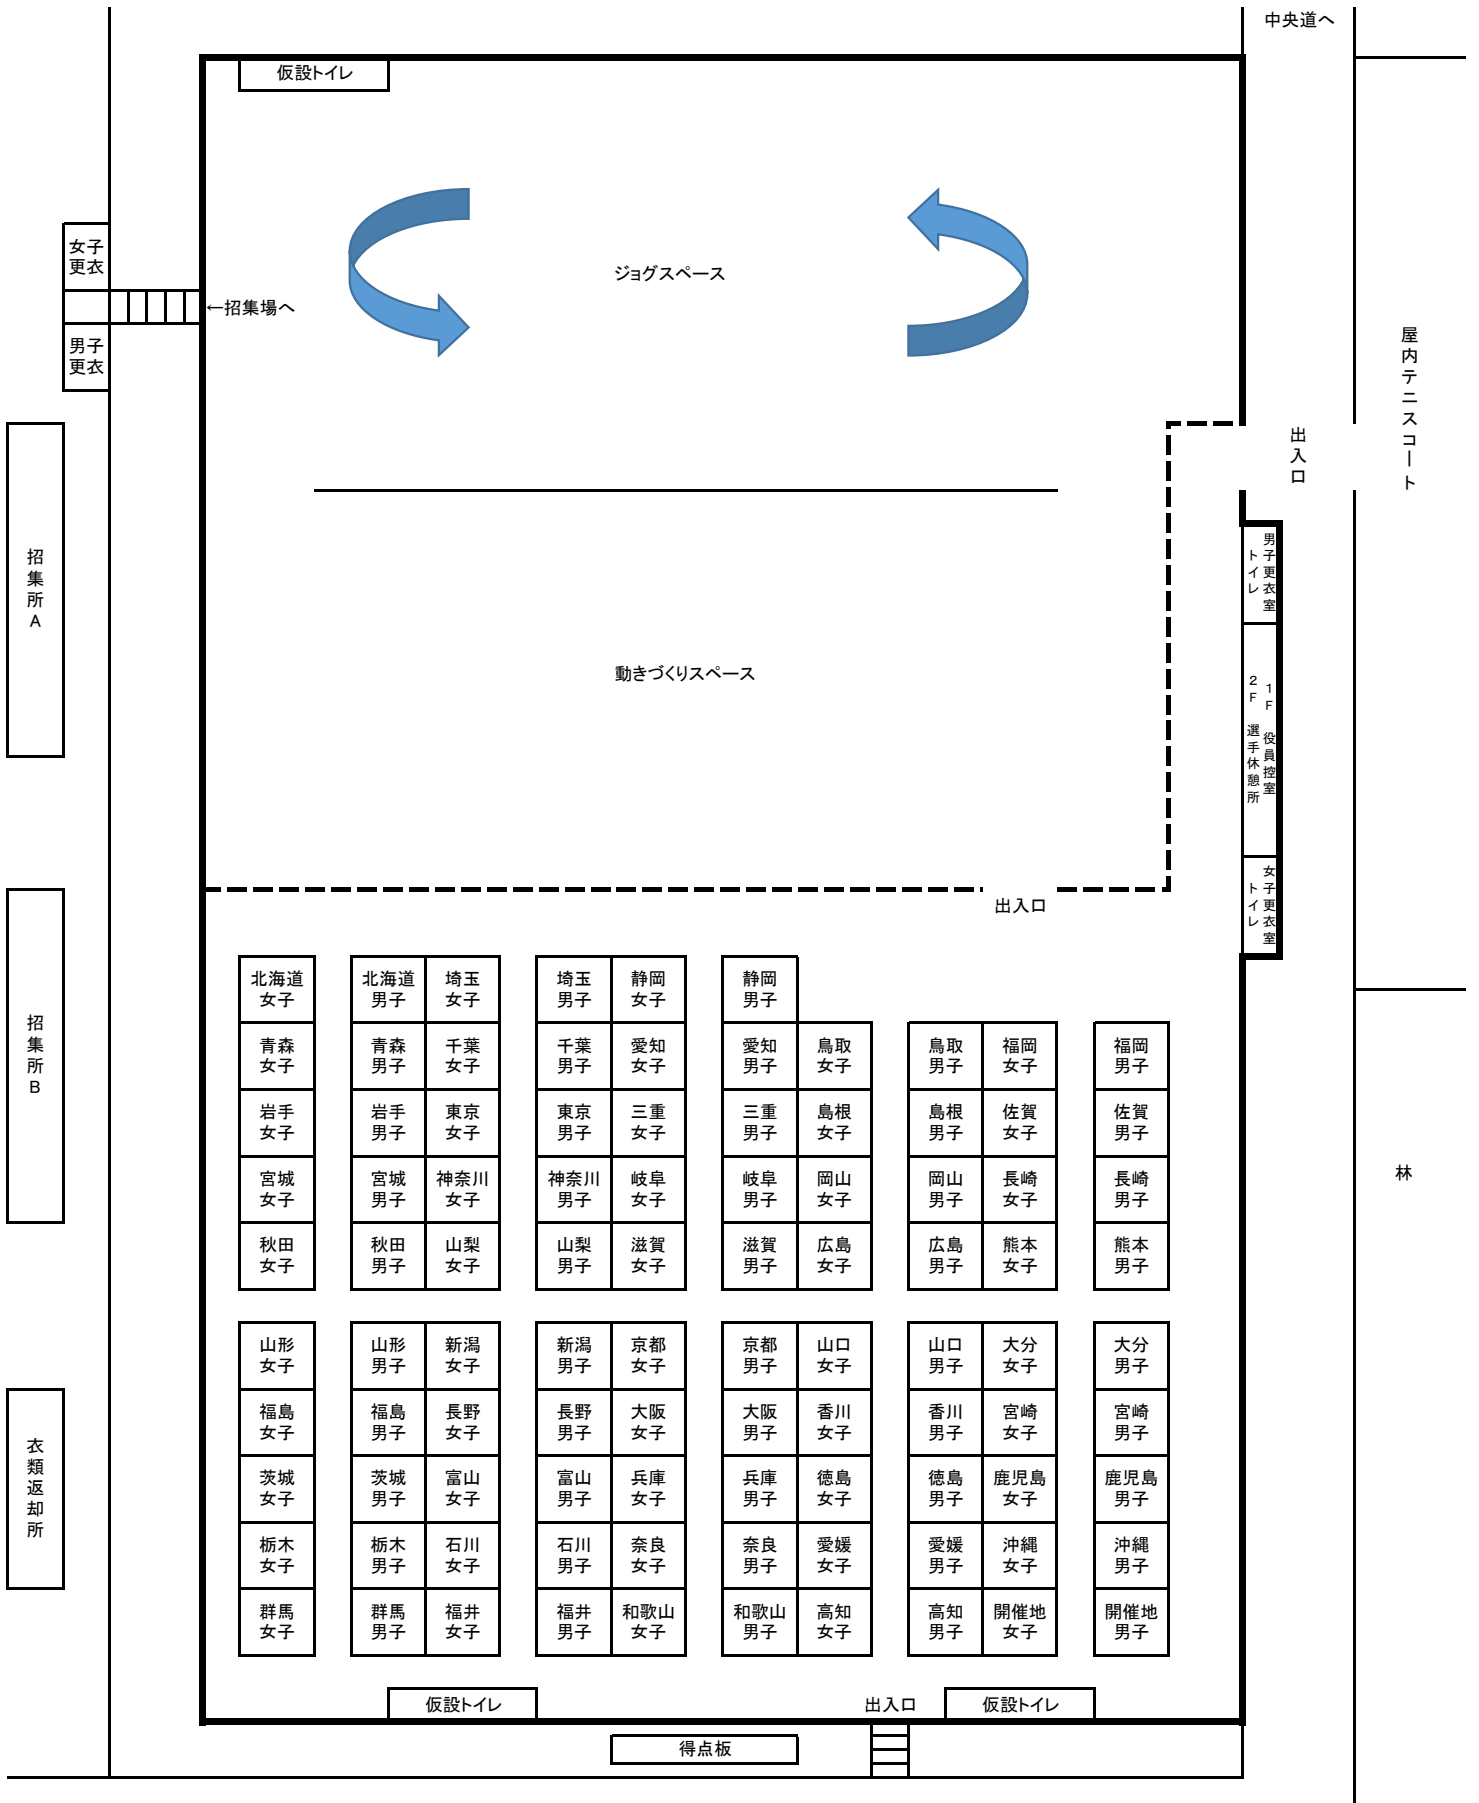 中央道へ
仮設トイレ
女子
更衣
ジョグスペース
←招集場へ
男子
更衣
屋内テニスコート
出入口
招集所A
男子更衣室
トイレ
動きづくりスペース
1F 役員控室
2F 選手休憩所
女子更衣室
トイレ
出入口
北海道 北海道 埼玉 埼玉 静岡 静岡
女子 男子 女子 男子 女子 男子
招集所B
青森 青森 千葉 千葉 愛知 愛知 鳥取 鳥取 福岡 福岡
女子 男子 女子 男子 女子 男子 女子 男子 女子 男子
岩手 岩手 東京 東京 三重 三重 島根 島根 佐賀 佐賀
女子 男子 女子 男子 女子 男子 女子 男子 女子 男子
林
宮城 宮城 神奈川 神奈川 岐阜 岐阜 岡山 岡山 長崎 長崎
女子 男子 女子 男子 女子 男子 女子 男子 女子 男子
秋田 秋田 山梨 山梨 滋賀 滋賀 広島 広島 熊本 熊本
女子 男子 女子 男子 女子 男子 女子 男子 女子 男子
山形 山形 新潟 新潟 京都 京都 山口 山口 大分 大分
女子 男子 女子 男子 女子 男子 女子 男子 女子 男子
福島 福島 長野 長野 大阪 大阪 香川 香川 宮崎 宮崎
女子 男子 女子 男子 女子 男子 女子 男子 女子 男子
衣類返却所
茨城 茨城 富山 富山 兵庫 兵庫 徳島 徳島 鹿児島 鹿児島
女子 男子 女子 男子 女子 男子 女子 男子 女子 男子
栃木 栃木 石川 石川 奈良 奈良 愛媛 愛媛 沖縄 沖縄
女子 男子 女子 男子 女子 男子 女子 男子 女子 男子
群馬 群馬 福井 福井 和歌山 和歌山 高知 高知 開催地 開催地
女子 男子 女子 男子 女子 男子 女子 男子 女子 男子
仮設トイレ
出入口
仮設トイレ
得点板